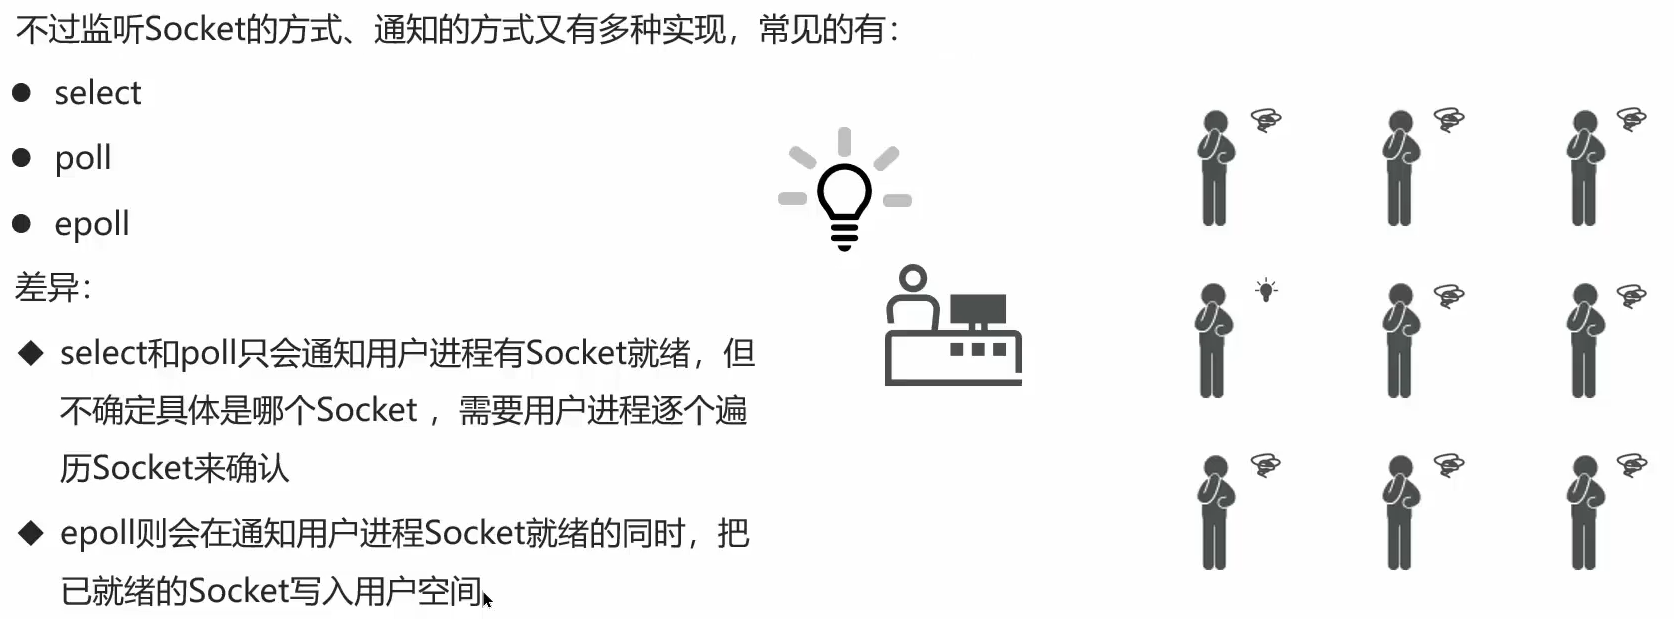 不过监听Socket的方式、通知的方式又有多种实现，常见的有：
select
poll
epoll
差异：
select和poll只会通知用户进程有Socket就绪，但
不确定具体是哪个Socket ，需要用户进程逐个遍
历Socket来确认
epoll则会在通知用户进程Socket就绪的同时，把
已就绪的Socket写入用户空间